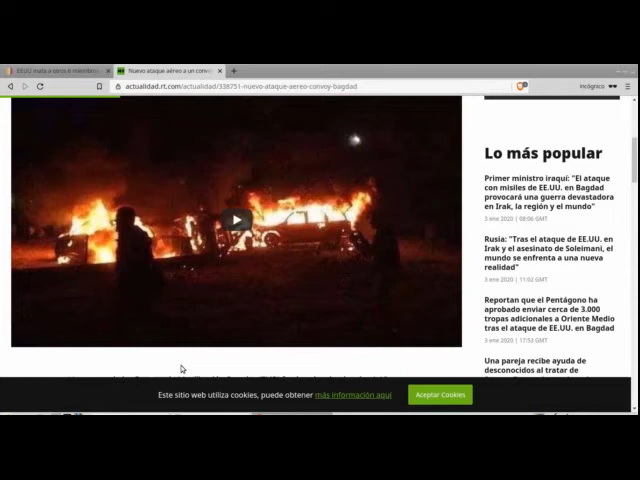 EEUU mata a otros 6 miembros
Nuevo ataque aéreo a un convo
actualidad.rt.com/actualidad/338751-nuevo-ataque-aereo-convoy-bagdad
Incógnito
Lo más popular
Primer ministro iraquí: "El ataque
con misiles de EE.UU. en Bagdad
provocará una guerra devastadora
en Irak, la región y el mundo"
3 ene 2020 | 08:06 GMT
Rusia: "Tras el ataque de EE.UU. en
Irak y el asesinato de Soleimani, el
mundo se enfrenta a una nueva
realidad"
3 ene 2020 | 11:02 GMT
Reportan que el Pentágono ha
aprobado enviar cerca de 3.000
tropas adicionales a Oriente Medio
tras el ataque de EE.UU. en Bagdad
3 ene 2020 | 17:53 GMT
Una pareja recibe ayuda de
desconocidos al tratar de
Este sitio web utiliza cookies, puede obtener más información aquí
Aceptar Cookies